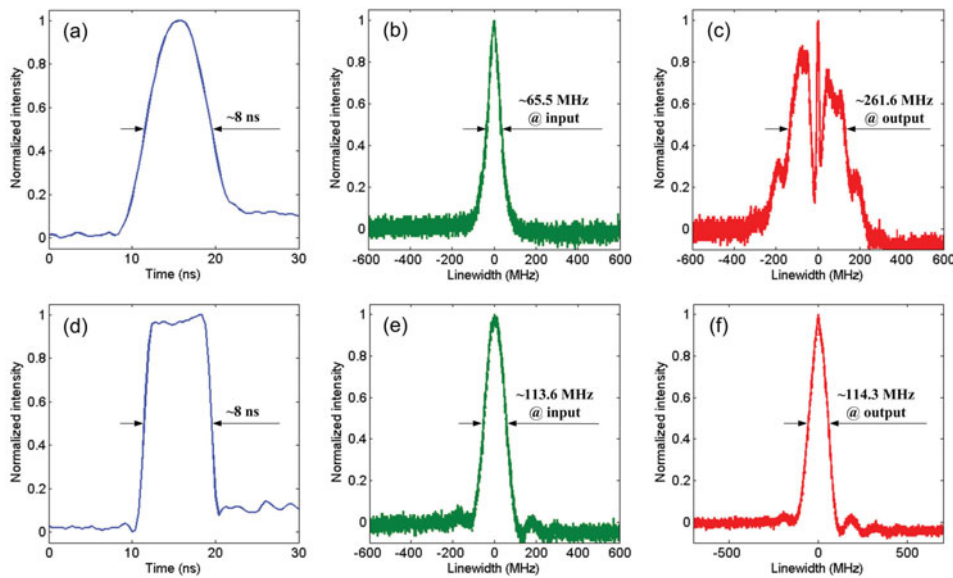 (a)
~8 ns
Normalized intensity
1
0.8
0.6
0.4
0.2
0
0 10 20 30
Time (ns)
(b)
~65.5 MHz
@ input
Normalized intensity
1
0.8
0.6
0.4
0.2
0
-600 -400 -200 0 200 400 600
Linewidth (MHz)
(c)
~261.6 MHz
@ output
Normalized intensity
1
0.8
0.6
0.4
0.2
0
-600 -400 -200 0 200 400 600
Linewidth (MHz)
(d)
~8 ns
Normalized intensity
1
0.8
0.6
0.4
0.2
0
0 10 20 30
Time (ns)
(e)
~113.6 MHz
@ input
Normalized intensity
1
0.8
0.6
0.4
0.2
0
-600 -400 -200 0 200 400 600
Linewidth (MHz)
(f)
~114.3 MHz
@ output
Normalized intensity
1
0.8
0.6
0.4
0.2
0
-500 0 500
Linewidth (MHz)